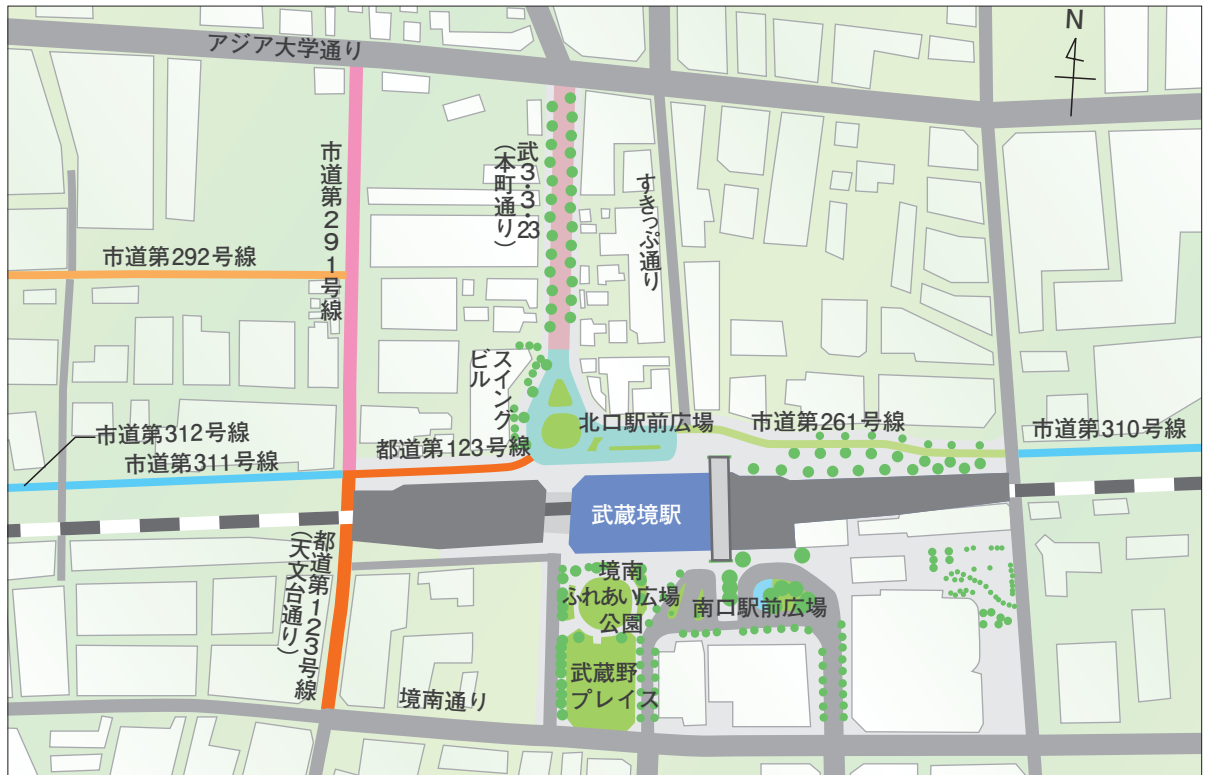 アジア大学通り
N
市道第291号線
武3・3・23
(本町通り)
すきっぷ通り
市道第292号線
スイング
ビル
北口駅前広場
市道第261号線
市道第310号線
市道第312号線
市道第311号線
都道第123号線
武蔵境駅
都道第123号線
(天文台通り)
境南
ふれあい広場
公園
南口駅前広場
武蔵野
プレイス
境南通り